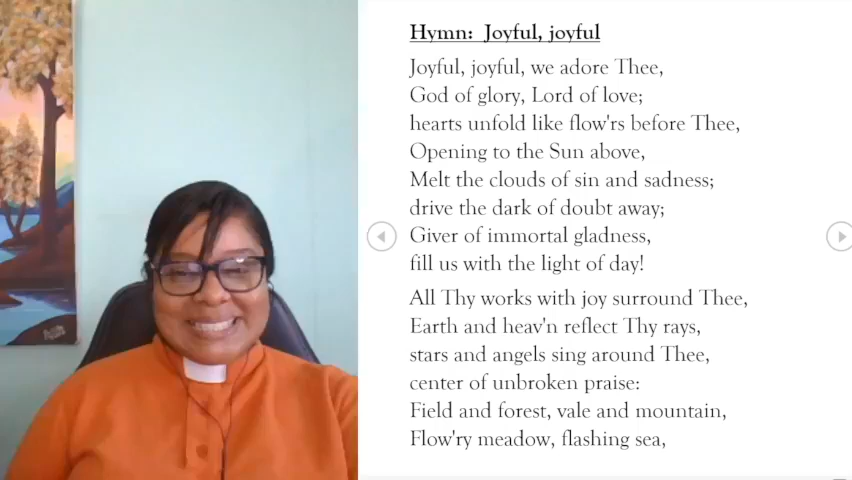 Hymn: Joyful, joyful
Joyful, joyful, we adore Thee,
God of glory, Lord of love;
hearts unfold like flow'rs before Thee,
Opening to the Sun above,
Melt the clouds of sin and sadness;
drive the dark of doubt away;
Giver of immortal gladness,
fill us with the light of day!
All Thy works with joy surround Thee,
Earth and heav'n reflect Thy rays,
stars and angels sing around Thee,
center of unbroken praise:
Field and forest, vale and mountain,
Flow'ry meadow, flashing sea,